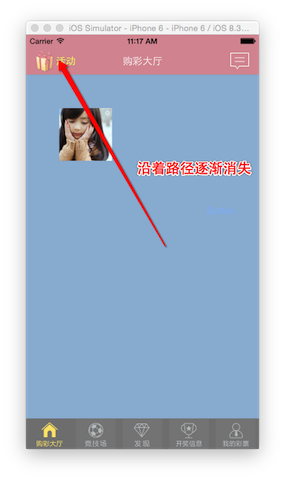 iOS Simulator - iPhone 6 - iPhone 6 / iOS 8.3...
Carrier 11:17 AM
活动 购彩大厅
沿着路径逐渐消失
购彩大厅 竞技场 发现 开奖信息 我的彩票